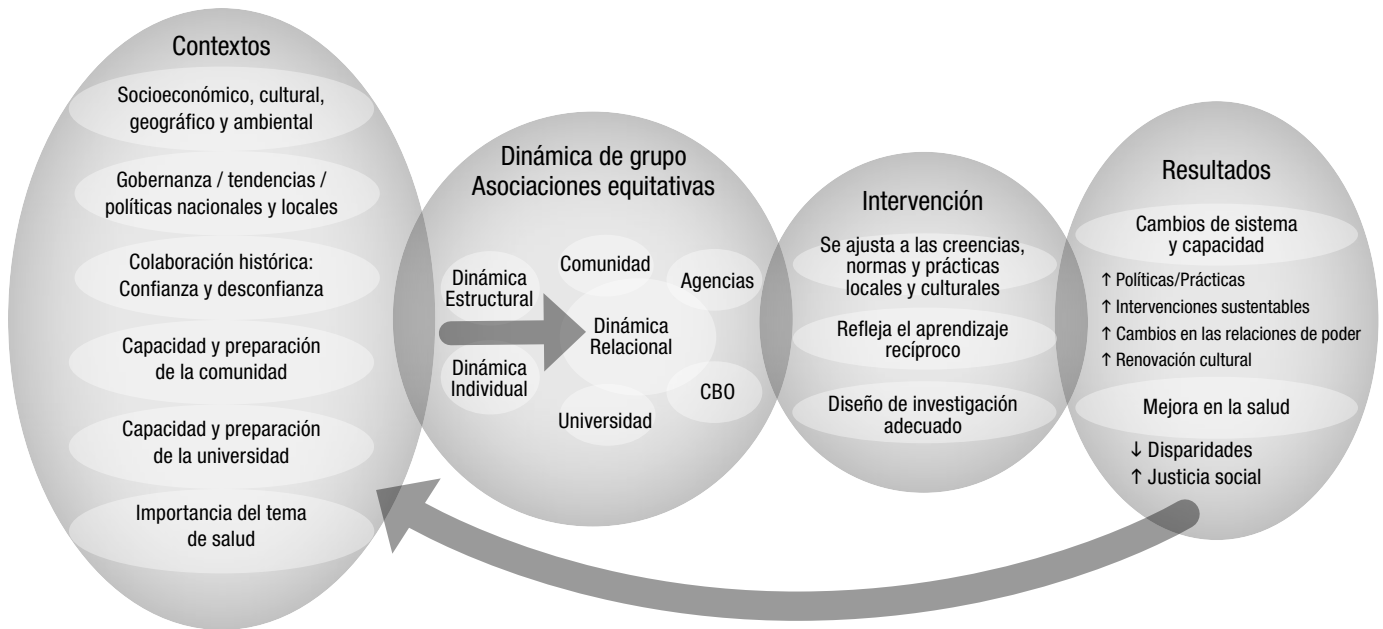 Contextos
Socioeconómico, cultural,
geográfico y ambiental
Gobernanza / tendencias /
políticas nacionales y locales
Colaboración histórica:
Confianza y desconfianza
Capacidad y preparación
de la comunidad
Capacidad y preparación
de la universidad
Importancia del tema
de salud
Dinámica de grupo
Asociaciones equitativas
Dinámica
Estructural
Dinámica
Individual
Comunidad
Agencias
Dinámica
Relacional
CBO
Universidad
Intervención
Se ajusta a las creencias,
normas y prácticas
locales y culturales
Refleja el aprendizaje
recíproco
Diseño de investigación
adecuado
Resultados
Cambios de sistema
y capacidad
↑ Políticas/Prácticas
↑ Intervenciones sustentables
↑ Cambios en las relaciones de poder
↑ Renovación cultural
Mejora en la salud
↓ Disparidades
↑ Justicia social